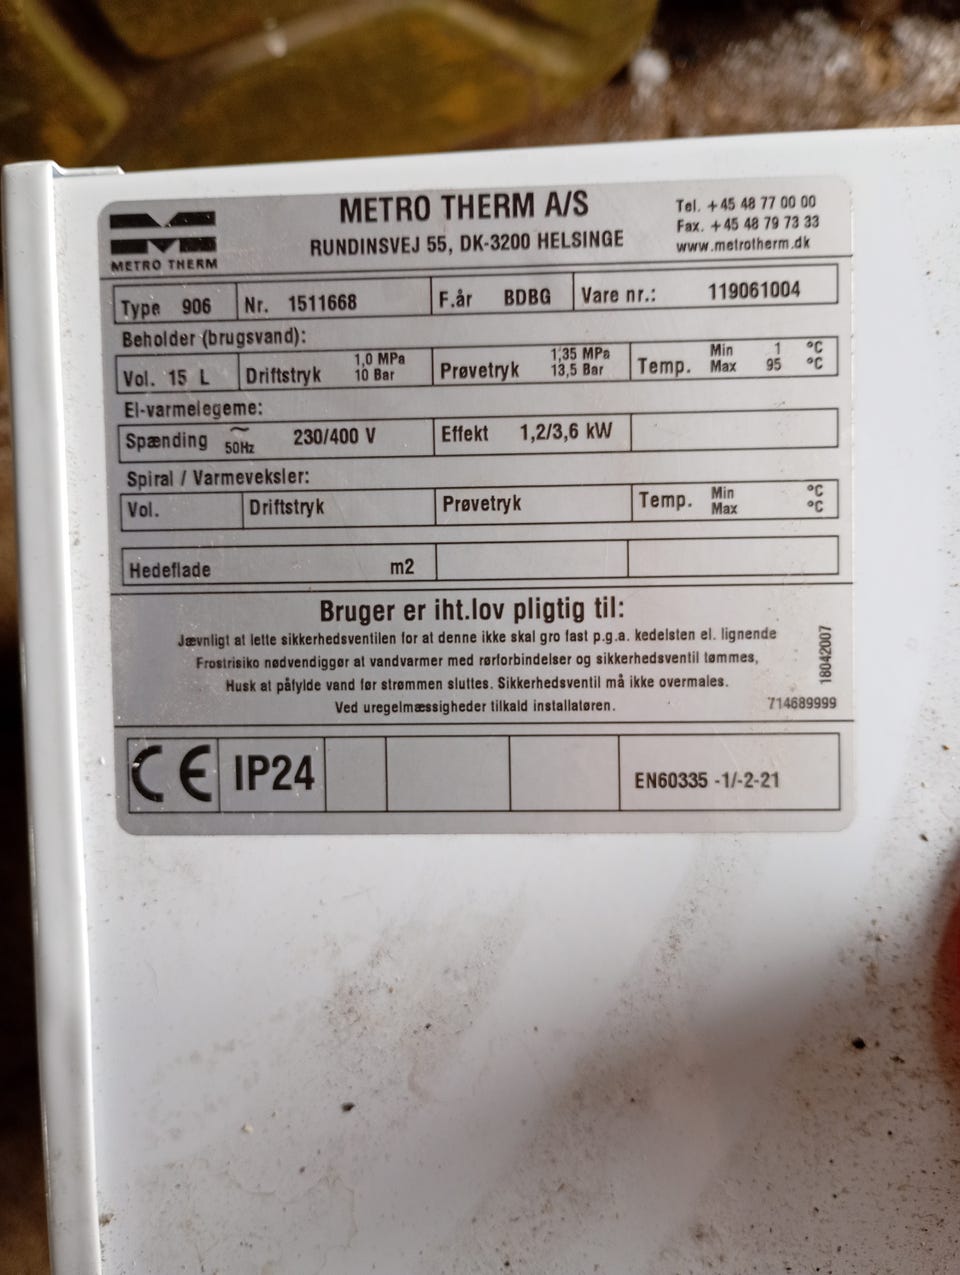 METRO THERM
METRO THERM A/S
RUNDINSVEJ 55, DK-3200 HELSINGE
Tel. +45 48 77 00 00
Fax. +45 48 79 73 33
www.metrotherm.dk
Type 906 Nr. 1511668 F.år BDBG Vare nr.: 119061004
Beholder (brugsvand):
Vol. 15 L Driftstryk 1,0 MPa 10 Bar Prøvetryk 1,35 MPa 13,5 Bar Temp. Min 1 °C Max 95 °C
El-varmelegeme:
Spænding ~ 50Hz 230/400 V Effekt 1,2/3,6 kW
Spiral / Varmeveksler:
Vol. Driftstryk Prøvetryk Temp. Min °C Max °C
Hedeflade m2
Bruger er iht.lov pligtig til:
Jævnligt at lette sikkerhedsventilen for at denne ikke skal gro fast p.g.a. kedelsten el. lignende
Frostrisiko nødvendiggør at vandvarmer med rørforbindelser og sikkerhedsventil tømmes,
Husk at påfylde vand før strømmen sluttes. Sikkerhedsventil må ikke overmales.
Ved uregelmæssigheder tilkald installatøren.
18042007
714689999
CE IP24 EN60335 -1/-2-21